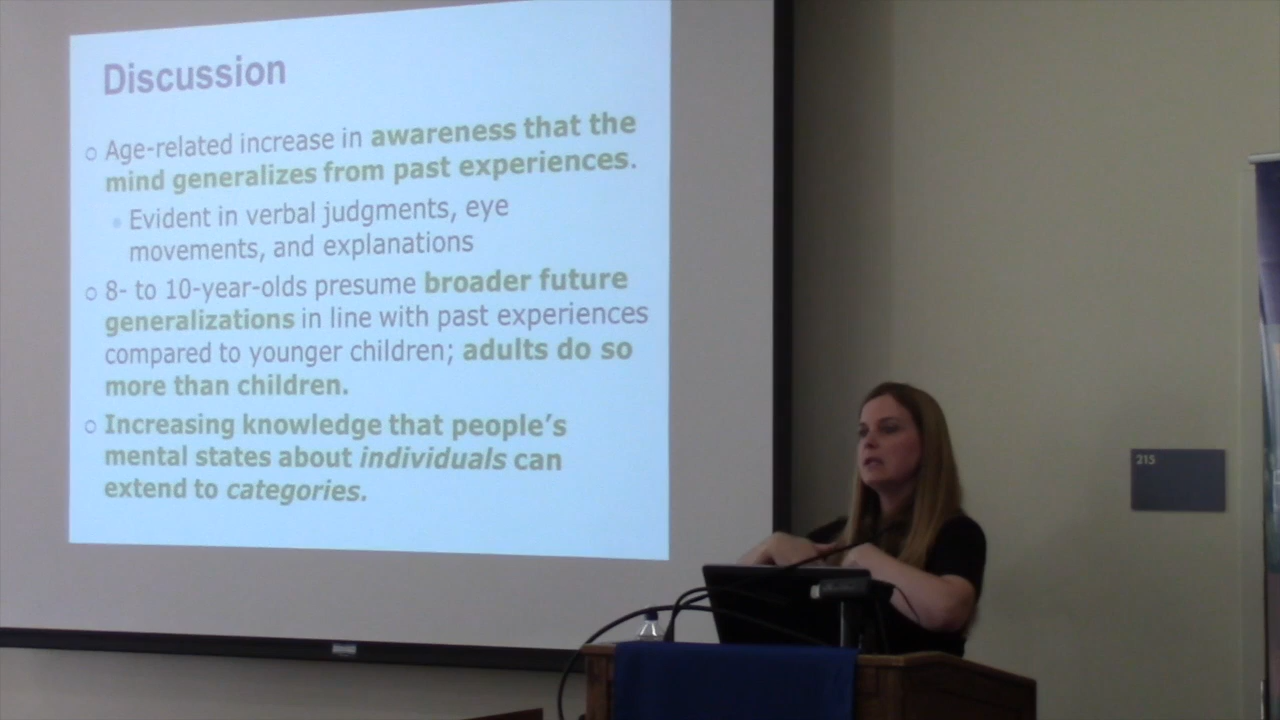 Discussion
○ Age-related increase in awareness that the
mind generalizes from past experiences.
• Evident in verbal judgments, eye
movements, and explanations
○ 8- to 10-year-olds presume broader future
generalizations in line with past experiences
compared to younger children; adults do so
more than children.
○ Increasing knowledge that people's
mental states about individuals can
extend to categories.
215